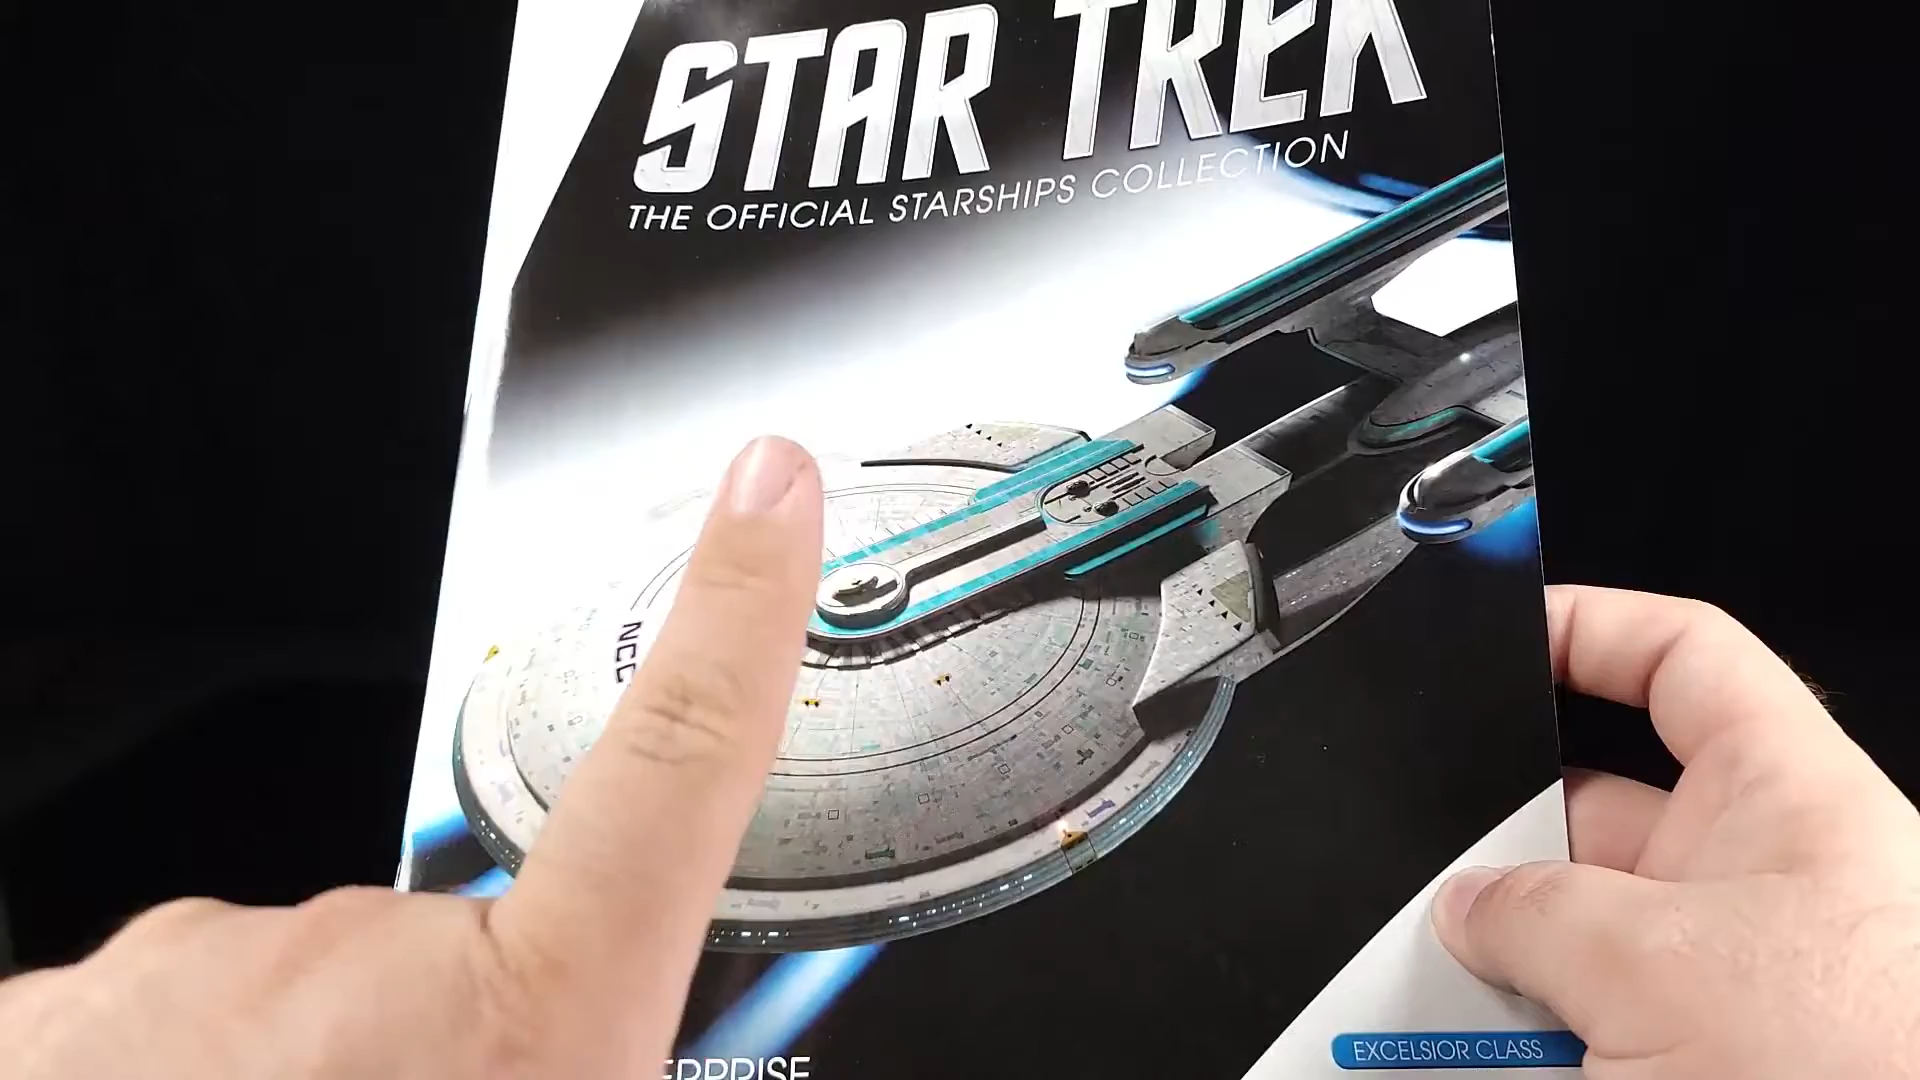 STAR TREK
THE OFFICIAL STARSHIPS COLLECTION
NCC
ERPRISE
EXCELSIOR CLASS